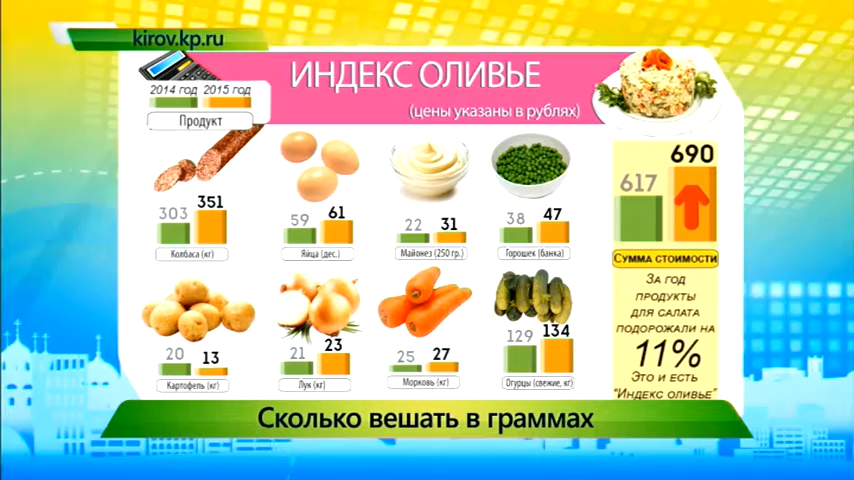 kirov.kp.ru
ИНДЕКС ОЛИВЬЕ
(цены указаны в рублях)
2014 год 2015 год
Продукт
303 351
Колбаса (кг)
59 61
Яйца (дес.)
22 31
Майонез (250 гр.)
38 47
Горошек (банка)
20 13
Картофель (кг)
21 23
Лук (кг)
25 27
Морковь (кг)
129 134
Огурцы (свежие, кг)
617 690
Сумма стоимости
За год
продукты
для салата
подорожали на
11%
Это и есть
"Индекс оливье"
Сколько вешать в граммах